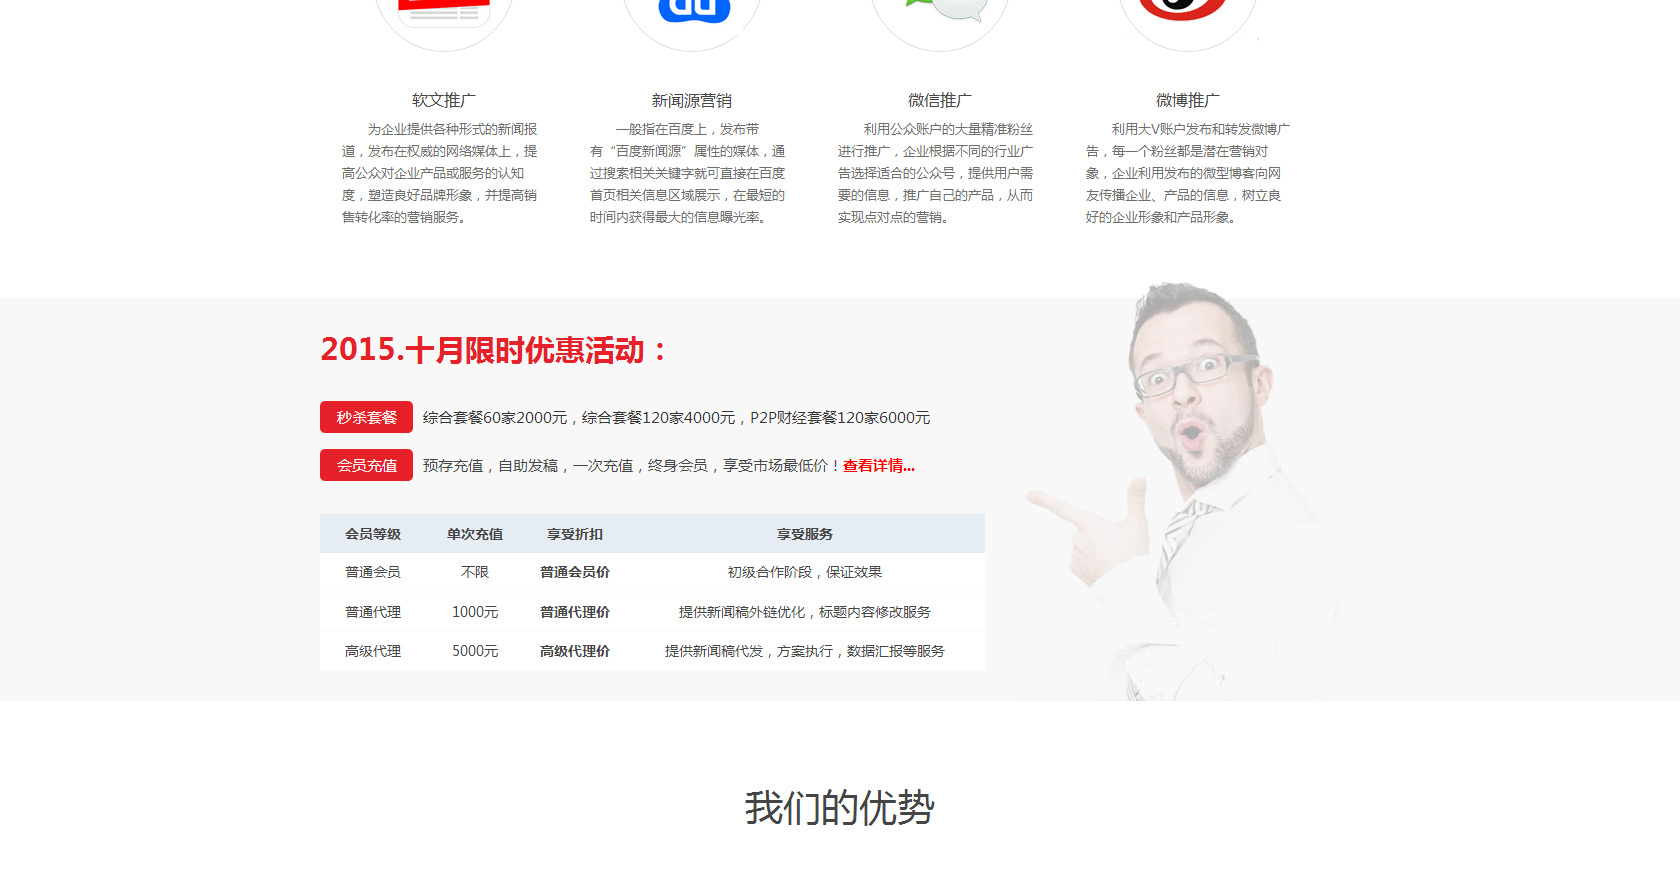 du
软文推广
为企业提供各种形式的新闻报
道，发布在权威的网络媒体上，提
高公众对企业产品或服务的认知
度，塑造良好品牌形象，并提高销
售转化率的营销服务。
新闻源营销
一般指在百度上，发布带
有“百度新闻源”属性的媒体，通
过搜索相关关键字就可直接在百度
首页相关信息区域展示，在最短的
时间内获得最大的信息曝光率。
微信推广
利用公众账户的大量精准粉丝
进行推广，企业根据不同的行业广
告选择适合的公众号，提供用户需
要的信息，推广自己的产品，从而
实现点对点的营销。
微博推广
利用大V账户发布和转发微博广
告，每一个粉丝都是潜在营销对
象，企业利用发布的微型博客向网
友传播企业、产品的信息，树立良
好的企业形象和产品形象。
2015.十月限时优惠活动：
秒杀套餐 综合套餐60家2000元，综合套餐120家4000元，P2P财经套餐120家6000元
会员充值 预存充值，自助发稿，一次充值，终身会员，享受市场最低价！查看详情...
会员等级 单次充值 享受折扣 享受服务
普通会员 不限 普通会员价 初级合作阶段，保证效果
普通代理 1000元 普通代理价 提供新闻稿外链优化，标题内容修改服务
高级代理 5000元 高级代理价 提供新闻稿代发，方案执行，数据汇报等服务
我们的优势